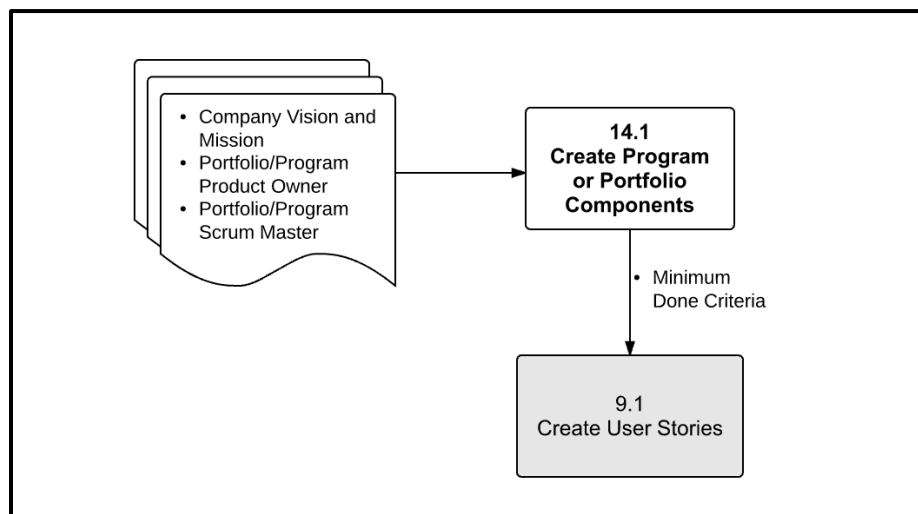 • Company Vision and
Mission
• Portfolio/Program
Product Owner
• Portfolio/Program
Scrum Master
14.1
Create Program
or Portfolio
Components
• Minimum
Done Criteria
9.1
Create User Stories